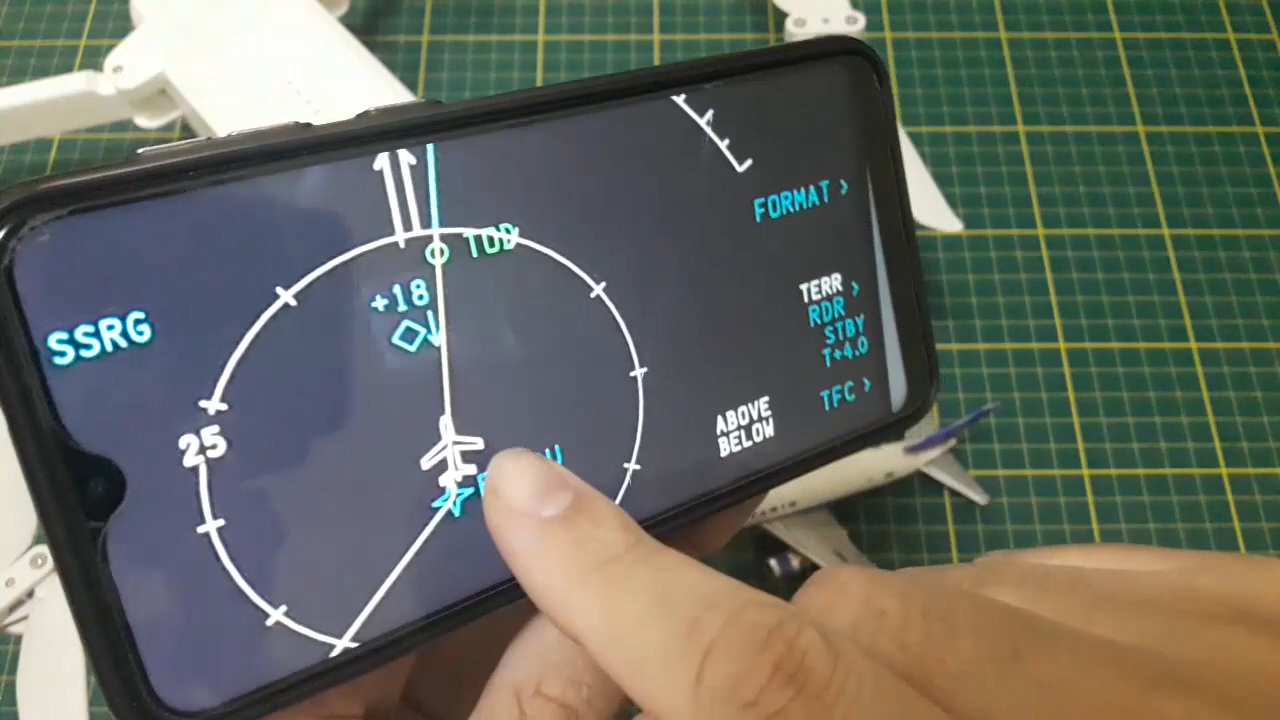 TOD
FORMAT >
+18
SSRG
TERR >
RDR
STBY
T+4.0
25
TFC >
ABOVE
BELOW